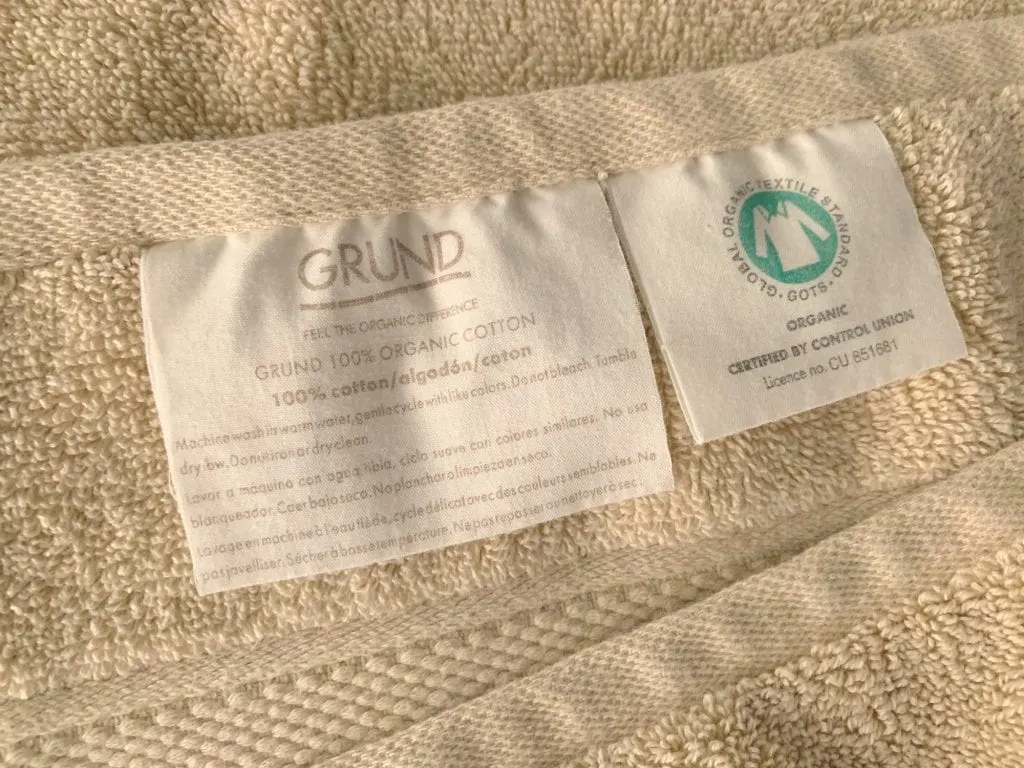 GRUND
FEEL THE ORGANIC DIFFERENCE
GRUND 100% ORGANIC COTTON
100% cotton/algodón/coton
Machine wash in warm water, gentle cycle with like colors. Do not bleach. Tumble
dry low. Do not iron or dry clean.
Lavar a máquina con agua tibia, ciclo suave con colores similares. No usa
blanqueador. Caer bajo seco. No planchar o limpieza en seco.
Lavage en machine à l'eau tiède, cycle délicat avec des couleurs semblables. Ne
pas javelliser. Sécher à basse température. Ne pas repasser ou nettoyer à sec.
GLOBAL ORGANIC TEXTILE STANDARD
· GOTS ·
ORGANIC
CERTIFIED BY CONTROL UNION
Licence no. CU 851681